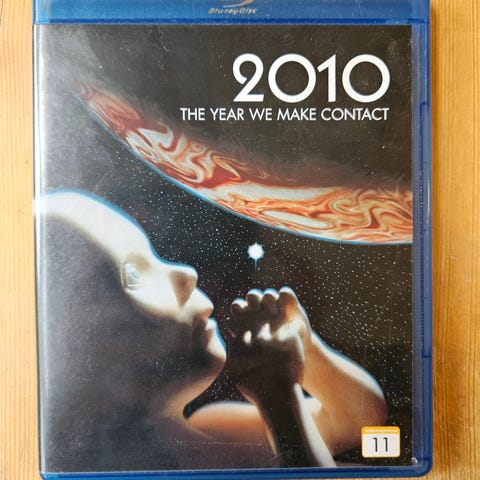 Blu-ray Disc
2010
THE YEAR WE MAKE CONTACT
11